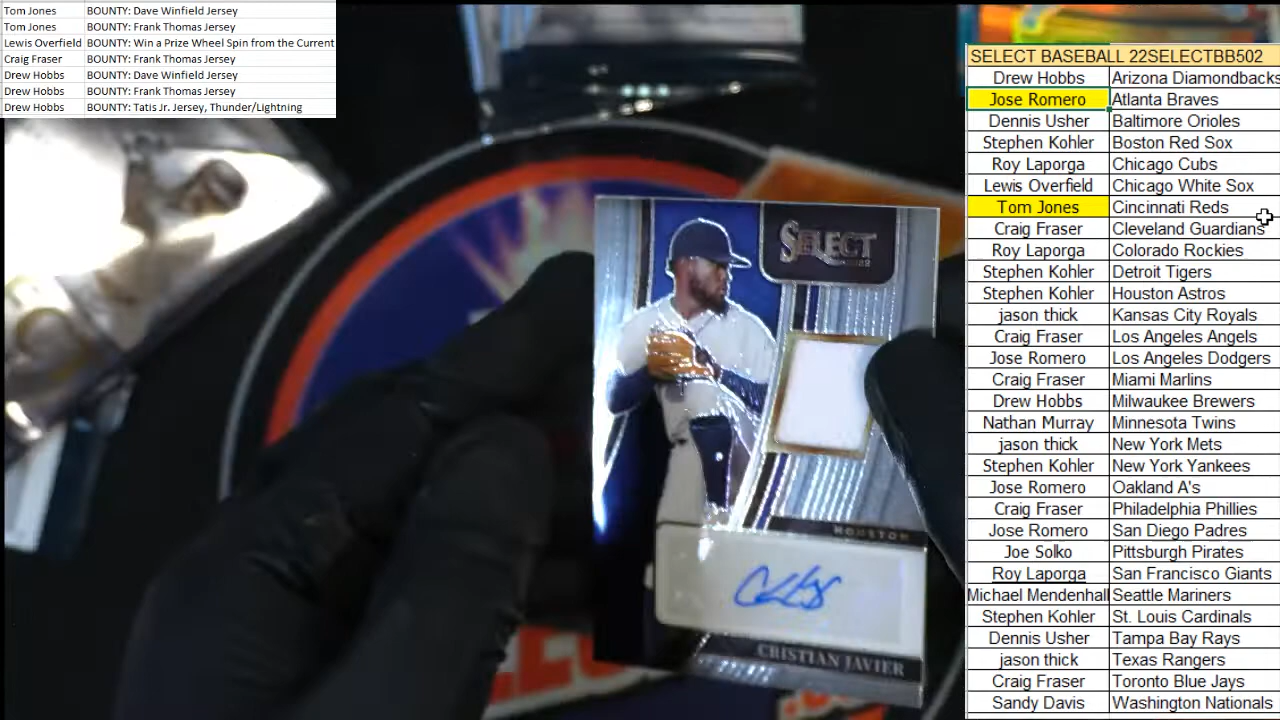 Tom Jones BOUNTY: Dave Winfield Jersey
Tom Jones BOUNTY: Frank Thomas Jersey
Lewis Overfield BOUNTY: Win a Prize Wheel Spin from the Current
Craig Fraser BOUNTY: Frank Thomas Jersey
Drew Hobbs BOUNTY: Dave Winfield Jersey
Drew Hobbs BOUNTY: Frank Thomas Jersey
Drew Hobbs BOUNTY: Tatis Jr. Jersey, Thunder/Lightning
SELECT
HOUSTON
CRISTIAN JAVIER
SELECT BASEBALL 22SELECTBB502
Drew Hobbs Arizona Diamondbacks
Jose Romero Atlanta Braves
Dennis Usher Baltimore Orioles
Stephen Kohler Boston Red Sox
Roy Laporga Chicago Cubs
Lewis Overfield Chicago White Sox
Tom Jones Cincinnati Reds
Craig Fraser Cleveland Guardians
Roy Laporga Colorado Rockies
Stephen Kohler Detroit Tigers
Stephen Kohler Houston Astros
jason thick Kansas City Royals
Craig Fraser Los Angeles Angels
Jose Romero Los Angeles Dodgers
Craig Fraser Miami Marlins
Drew Hobbs Milwaukee Brewers
Nathan Murray Minnesota Twins
jason thick New York Mets
Stephen Kohler New York Yankees
Jose Romero Oakland A's
Craig Fraser Philadelphia Phillies
Jose Romero San Diego Padres
Joe Solko Pittsburgh Pirates
Roy Laporga San Francisco Giants
Michael Mendenhall Seattle Mariners
Stephen Kohler St. Louis Cardinals
Dennis Usher Tampa Bay Rays
jason thick Texas Rangers
Craig Fraser Toronto Blue Jays
Sandy Davis Washington Nationals